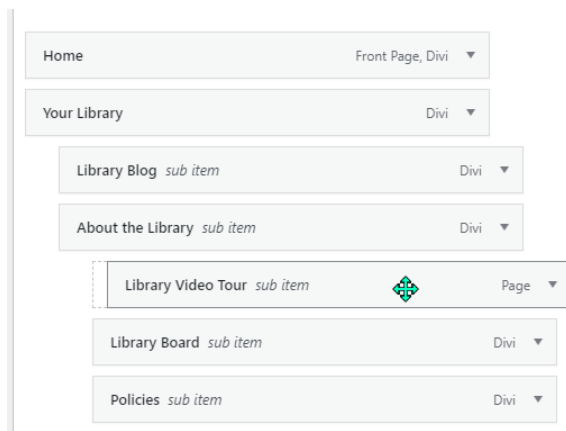 Home Front Page, Divi
Your Library Divi
Library Blog sub item Divi
About the Library sub item Divi
Library Video Tour sub item Page
Library Board sub item Divi
Policies sub item Divi